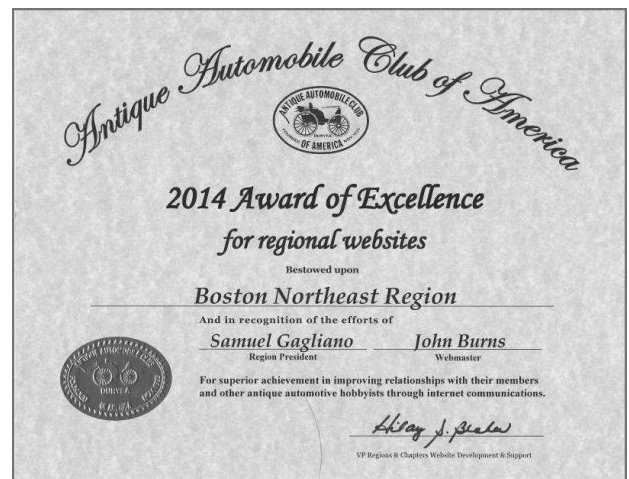 Antique Automobile Club of America
ANTIQUE AUTOMOBILE CLUB
DURYEA
OF AMERICA
2014 Award of Excellence
for regional websites
Bestowed upon
Boston Northeast Region
And in recognition of the efforts of
Samuel Gagliano John Burns
Region President Webmaster
DURYEA
For superior achievement in improving relationships with their members
and other antique automotive hobbyists through internet communications.
VP Regions & Chapters Website Development & Support